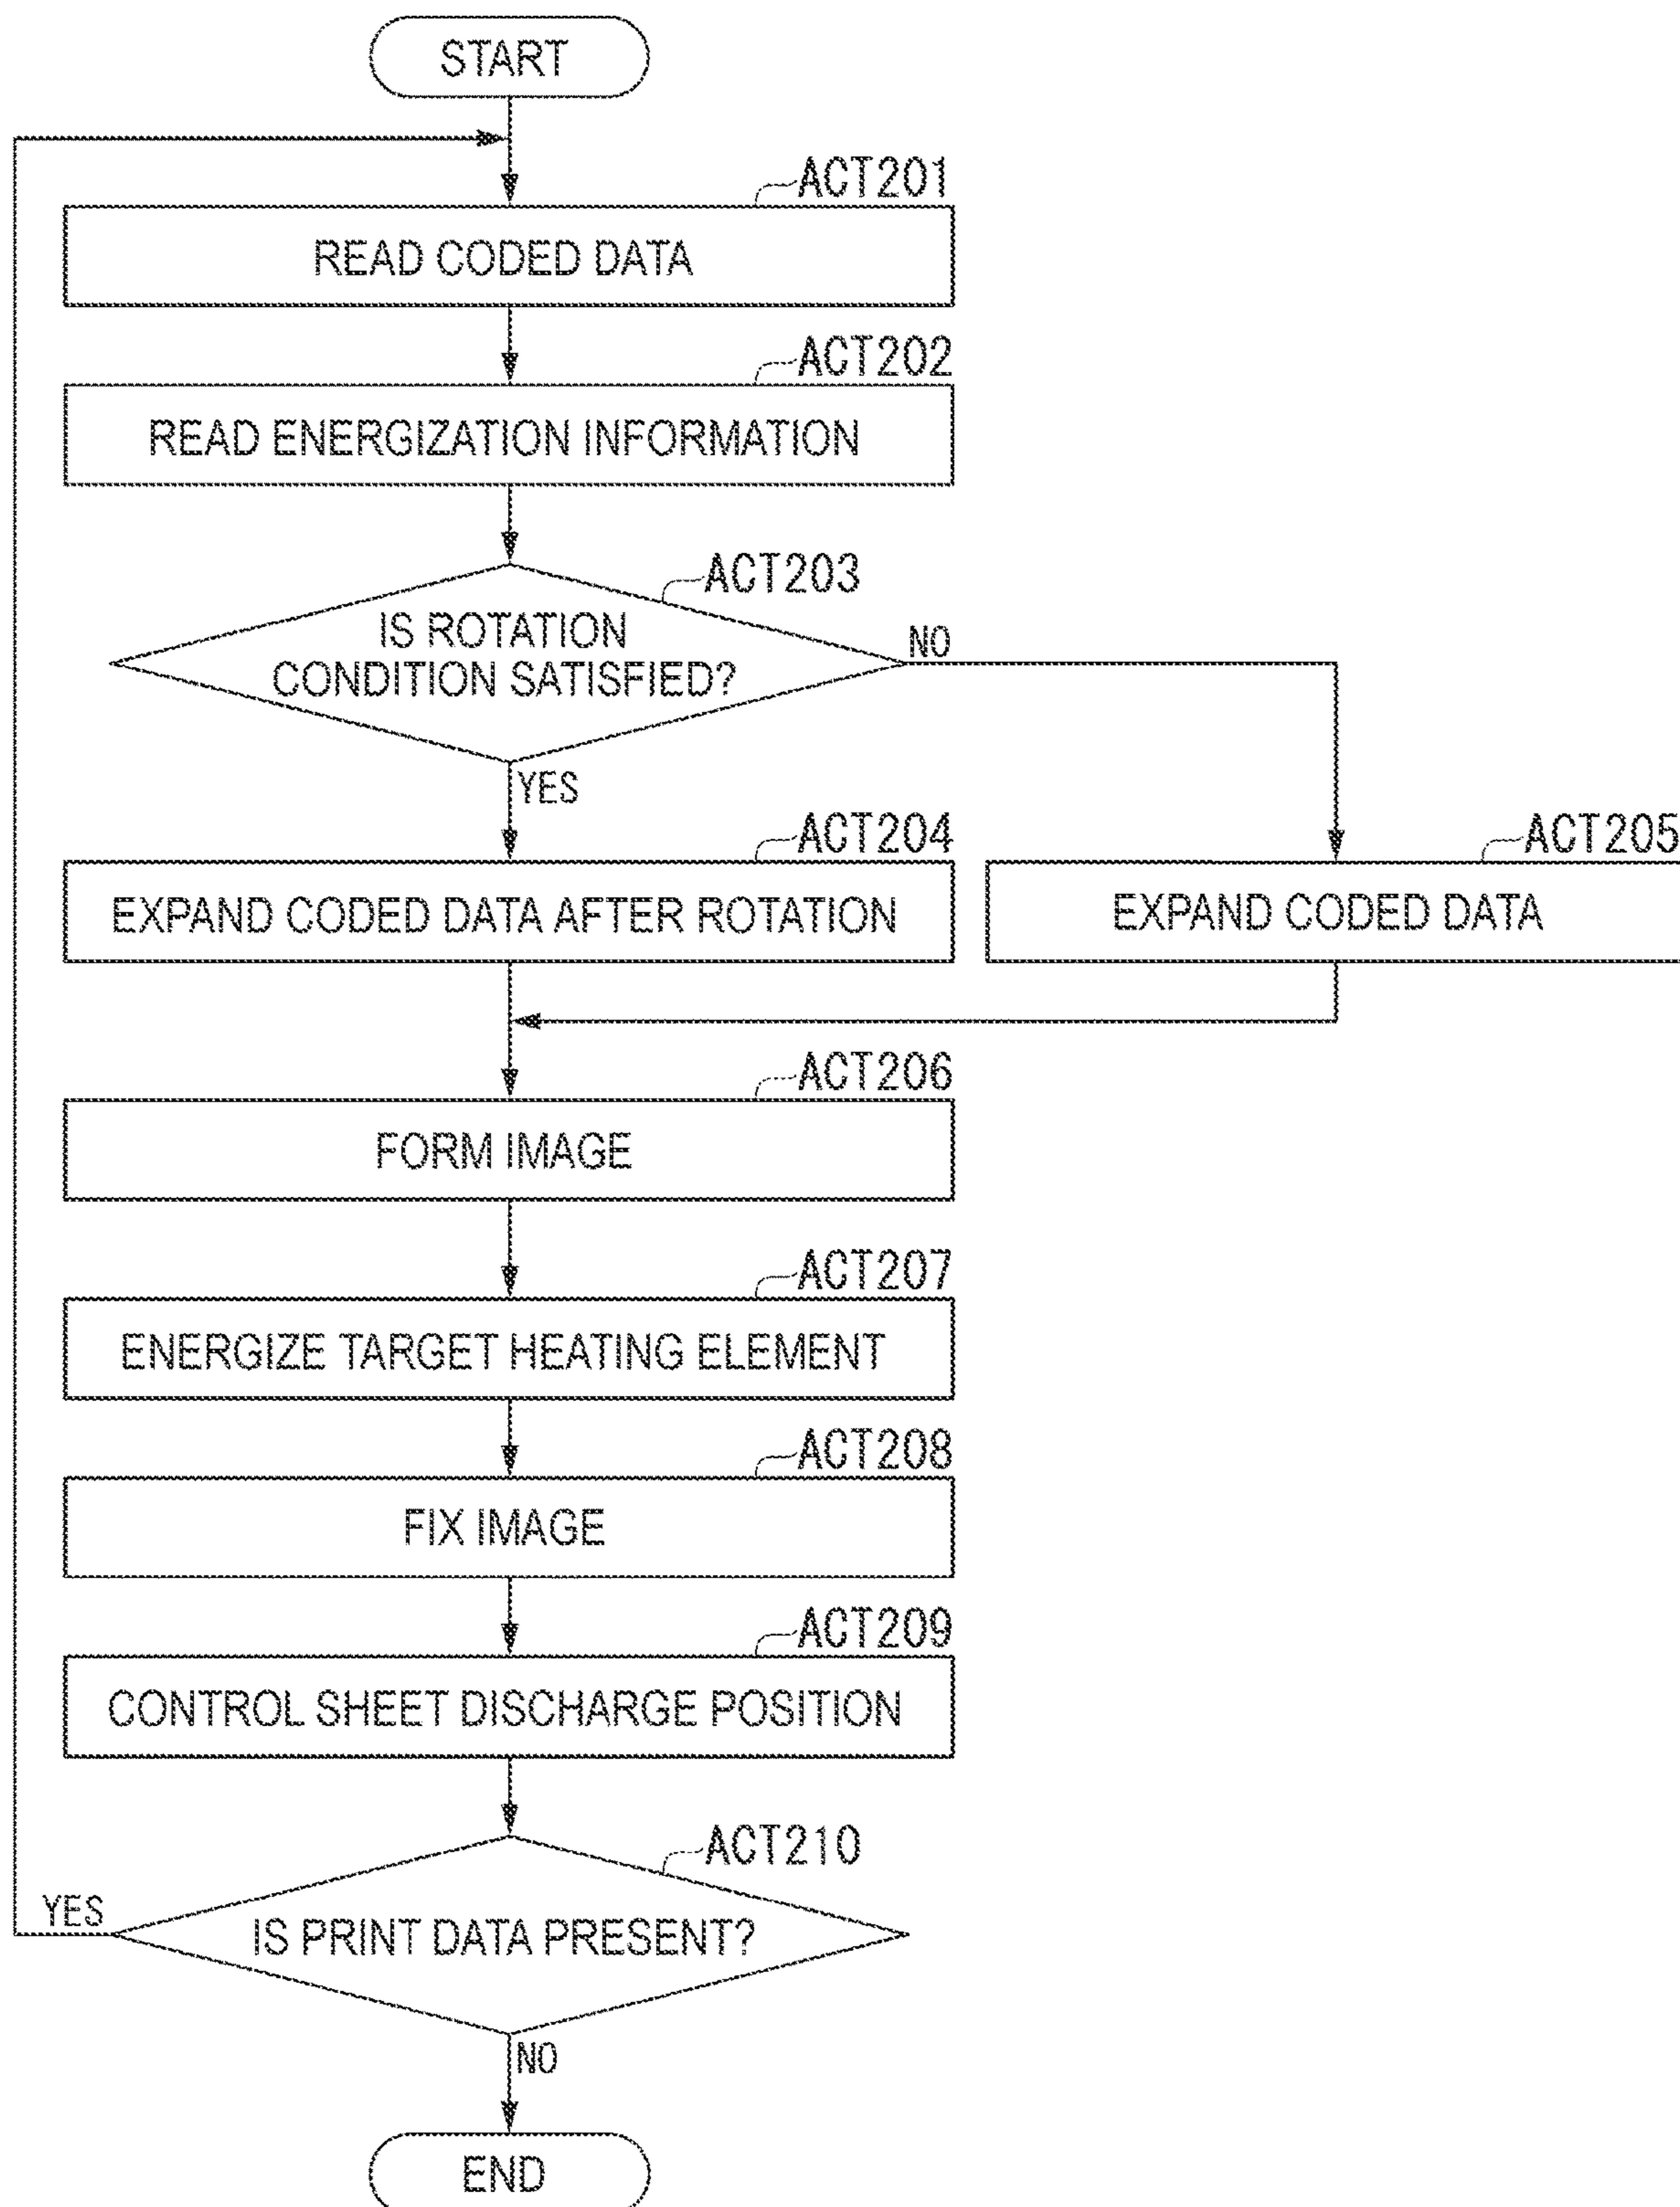 START
ACT201
READ CODED DATA
ACT202
READ ENERGIZATION INFORMATION
ACT203
IS ROTATION
CONDITION SATISFIED?
NO
YES
ACT204
EXPAND CODED DATA AFTER ROTATION
ACT205
EXPAND CODED DATA
ACT206
FORM IMAGE
ACT207
ENERGIZE TARGET HEATING ELEMENT
ACT208
FIX IMAGE
ACT209
CONTROL SHEET DISCHARGE POSITION
ACT210
YES
IS PRINT DATA PRESENT?
NO
END